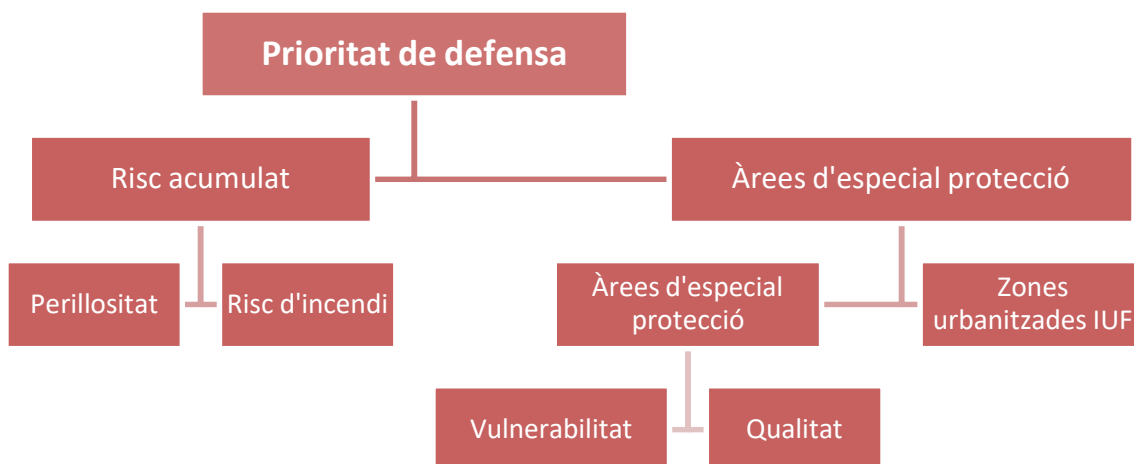 Prioritat de defensa
Risc acumulat
Àrees d'especial protecció
Perillositat
Risc d'incendi
Àrees d'especial
protecció
Zones
urbanitzades IUF
Vulnerabilitat
Qualitat